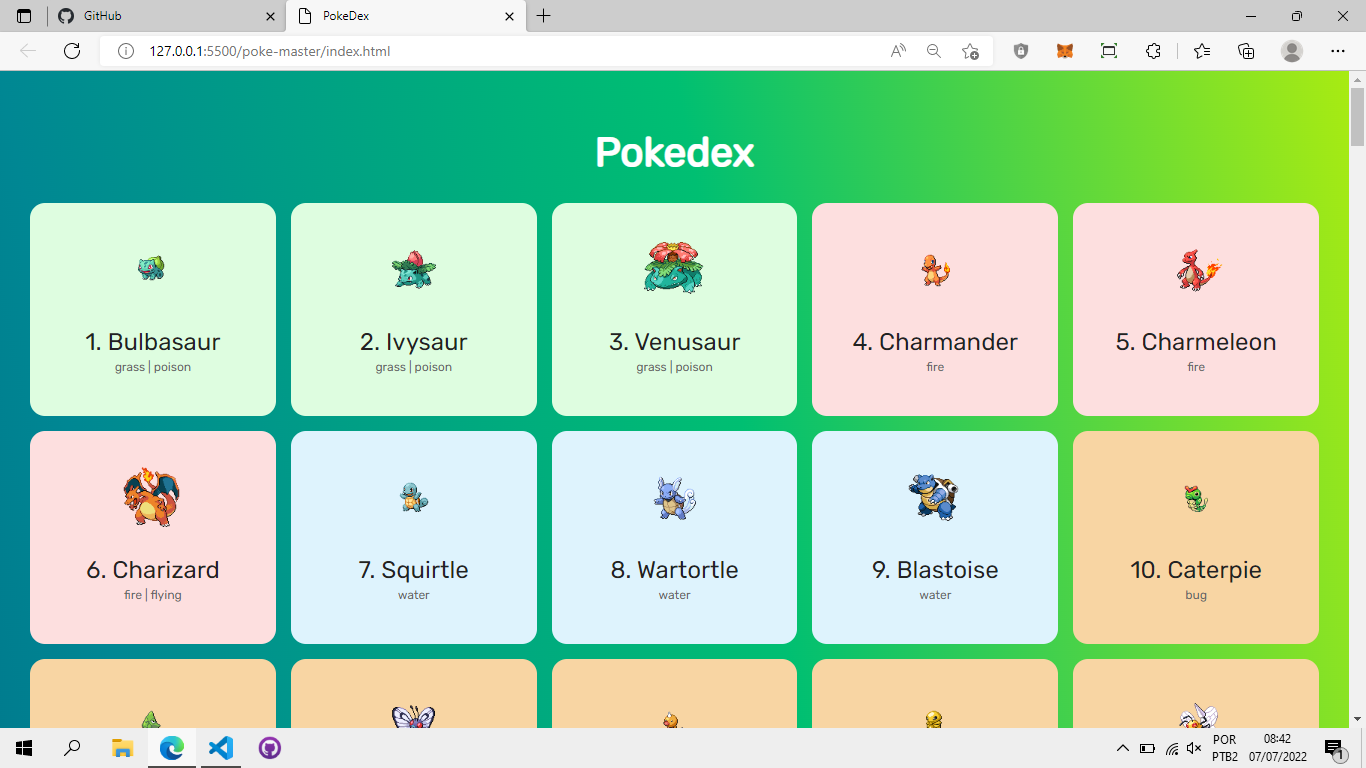 GitHub
PokeDex
127.0.0.1:5500/poke-master/index.html
Pokedex
1. Bulbasaur
grass | poison
2. Ivysaur
grass | poison
3. Venusaur
grass | poison
4. Charmander
fire
5. Charmeleon
fire
6. Charizard
fire | flying
7. Squirtle
water
8. Wartortle
water
9. Blastoise
water
10. Caterpie
bug
POR
PTB2
08:42
07/07/2022
1